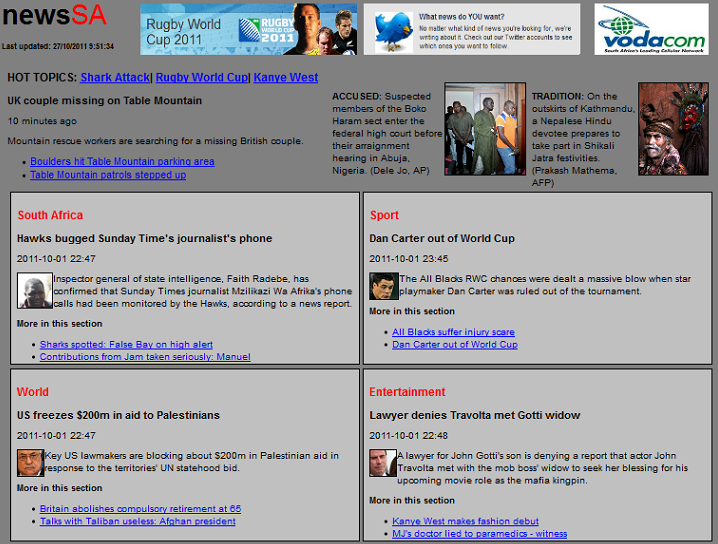 newsSA
Last updated: 27/10/2011 9:51:34
Rugby World
Cup 2011
RUGBY
WORLD CUP
2011
What news do YOU want?
No matter what kind of news you're looking for, we're
writing about it. Check out our Twitter accounts to see
which ones you want to follow.
vodacom
South Africa's Leading Cellular Network
HOT TOPICS: Shark Attack| Rugby World Cup| Kanye West
UK couple missing on Table Mountain
10 minutes ago
Mountain rescue workers are searching for a missing British couple.
• Boulders hit Table Mountain parking area
• Table Mountain patrols stepped up
ACCUSED: Suspected
members of the Boko
Haram sect enter the
federal high court before
their arraignment
hearing in Abuja,
Nigeria. (Dele Jo, AP)
TRADITION: On the
outskirts of Kathmandu,
a Nepalese Hindu
devotee prepares to
take part in Shikali
Jatra festivities.
(Prakash Mathema,
AFP)
South Africa
Hawks bugged Sunday Time's journalist's phone
2011-10-01 22:47
Inspector general of state intelligence, Faith Radebe, has
confirmed that Sunday Times journalist Mzilikazi Wa Afrika's phone
calls had been monitored by the Hawks, according to a news report.
More in this section
• Sharks spotted: False Bay on high alert
• Contributions from Jam taken seriously: Manuel
Sport
Dan Carter out of World Cup
2011-10-01 23:45
The All Blacks RWC chances were dealt a massive blow when star
playmaker Dan Carter was ruled out of the tournament.
More in this section
• All Blacks suffer injury scare
• Dan Carter out of World Cup
World
US freezes $200m in aid to Palestinians
2011-10-01 22:47
Key US lawmakers are blocking about $200m in Palestinian aid in
response to the territories' UN statehood bid.
More in this section
• Britain abolishes compulsory retirement at 65
• Talks with Taliban useless: Afghan president
Entertainment
Lawyer denies Travolta met Gotti widow
2011-10-01 22:48
A lawyer for John Gotti's son is denying a report that actor John
Travolta met with the mob boss' widow to seek her blessing for his
upcoming movie role as the mafia kingpin.
More in this section
• Kanye West makes fashion debut
• MJ's doctor lied to paramedics - witness